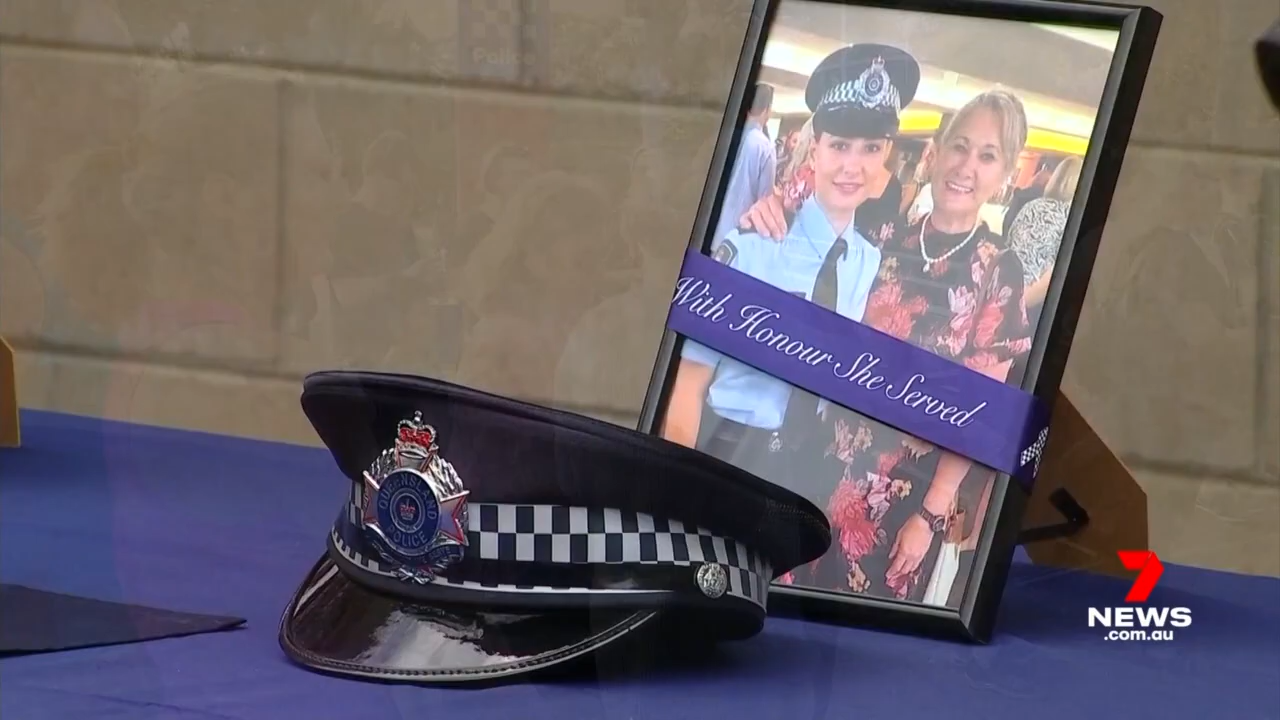 With Honour She Served
QUEENSLAND
POLICE
7
NEWS
.com.au